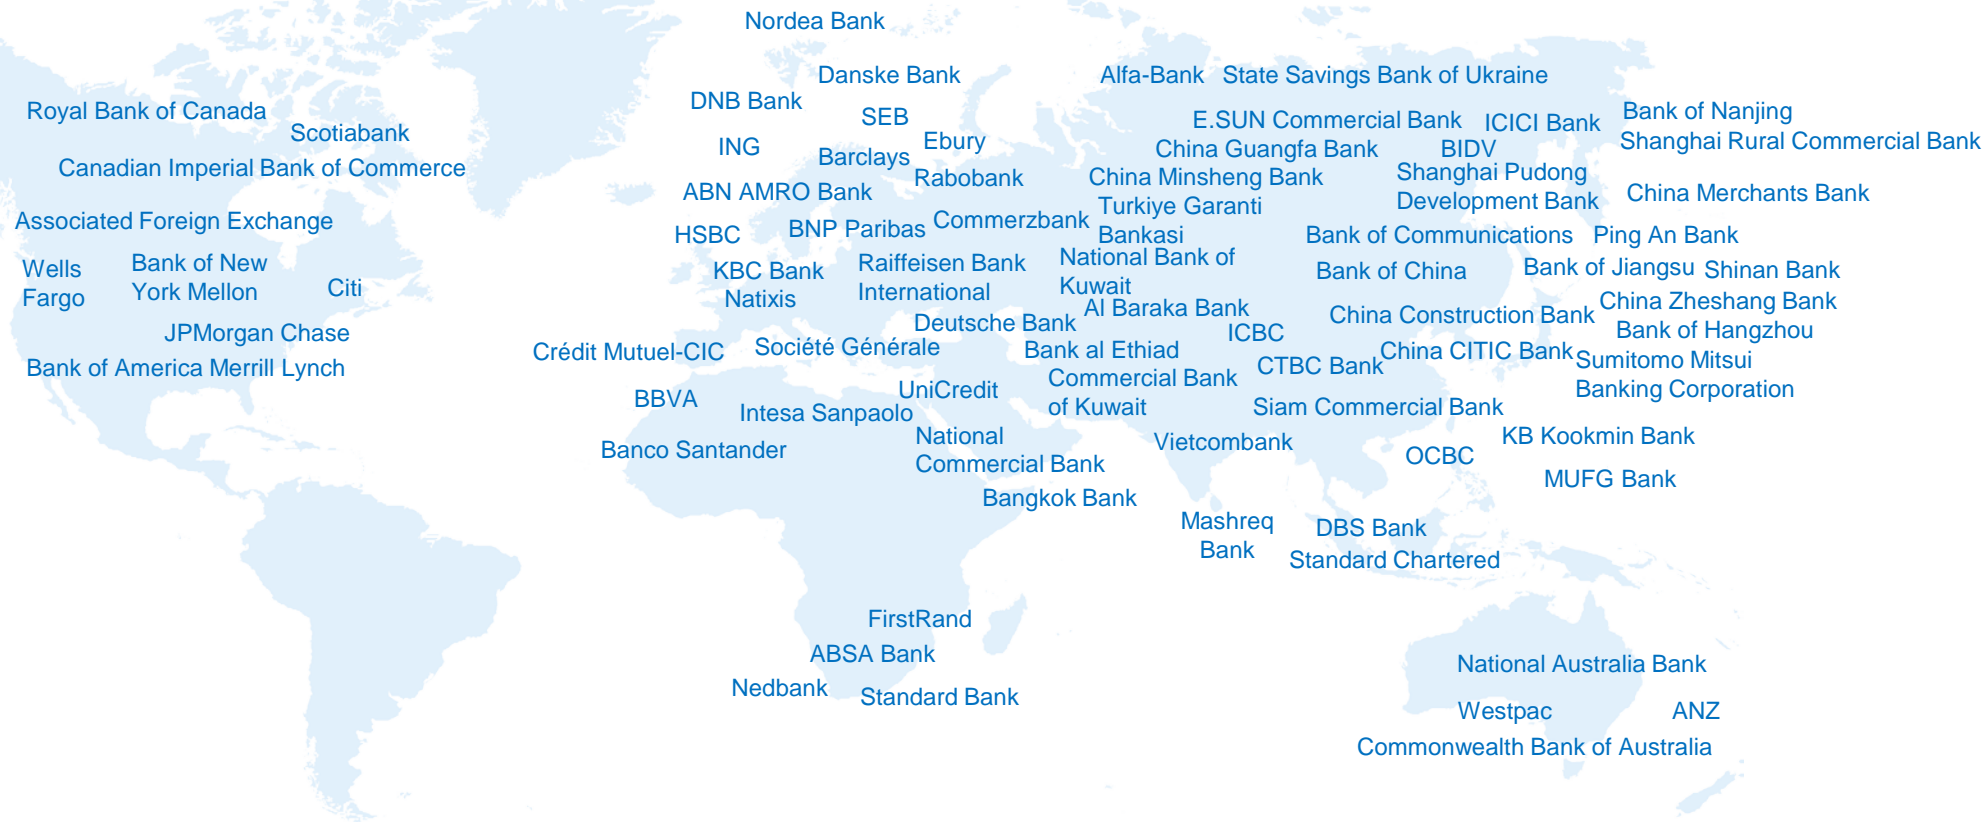 Nordea Bank
Danske Bank
Alfa-Bank
State Savings Bank of Ukraine
DNB Bank
Royal Bank of Canada
Bank of Nanjing
SEB
E.SUN Commercial Bank
ICICI Bank
Scotiabank
Ebury
Shanghai Rural Commercial Bank
ING
Barclays
China Guangfa Bank
BIDV
Canadian Imperial Bank of Commerce
Rabobank
China Minsheng Bank
Shanghai Pudong
Development Bank
ABN AMRO Bank
China Merchants Bank
Turkiye Garanti
Bankasi
Associated Foreign Exchange
Commerzbank
HSBC
BNP Paribas
Bank of Communications
Ping An Bank
National Bank of
Kuwait
Wells
Fargo
Bank of New
York Mellon
Citi
KBC Bank
Natixis
Raiffeisen Bank
International
Bank of China
Bank of Jiangsu
Shinan Bank
Al Baraka Bank
China Zheshang Bank
China Construction Bank
Deutsche Bank
JPMorgan Chase
ICBC
Bank of Hangzhou
Crédit Mutuel-CIC
Société Générale
Bank al Ethiad
China CITIC Bank
Sumitomo Mitsui
Banking Corporation
Bank of America Merrill Lynch
CTBC Bank
Commercial Bank
of Kuwait
BBVA
UniCredit
Intesa Sanpaolo
Siam Commercial Bank
National
Commercial Bank
Vietcombank
KB Kookmin Bank
Banco Santander
OCBC
MUFG Bank
Bangkok Bank
Mashreq
Bank
DBS Bank
Standard Chartered
FirstRand
ABSA Bank
National Australia Bank
Nedbank
Standard Bank
Westpac
ANZ
Commonwealth Bank of Australia